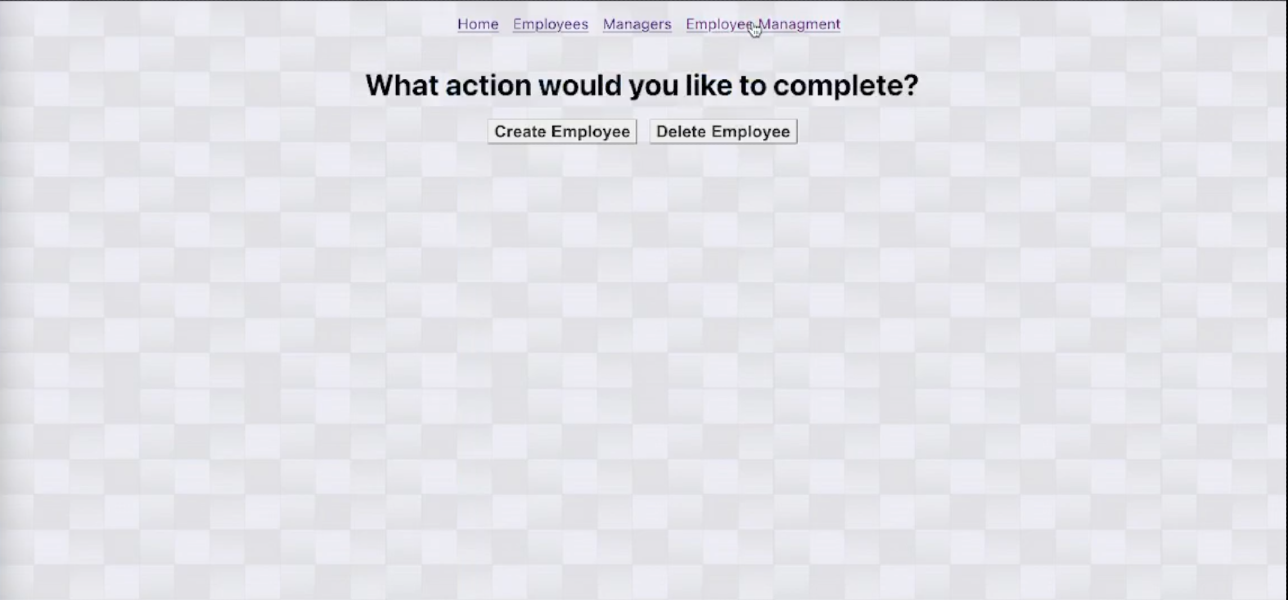 Home Employees Managers Employee Managment
What action would you like to complete?
Create Employee Delete Employee